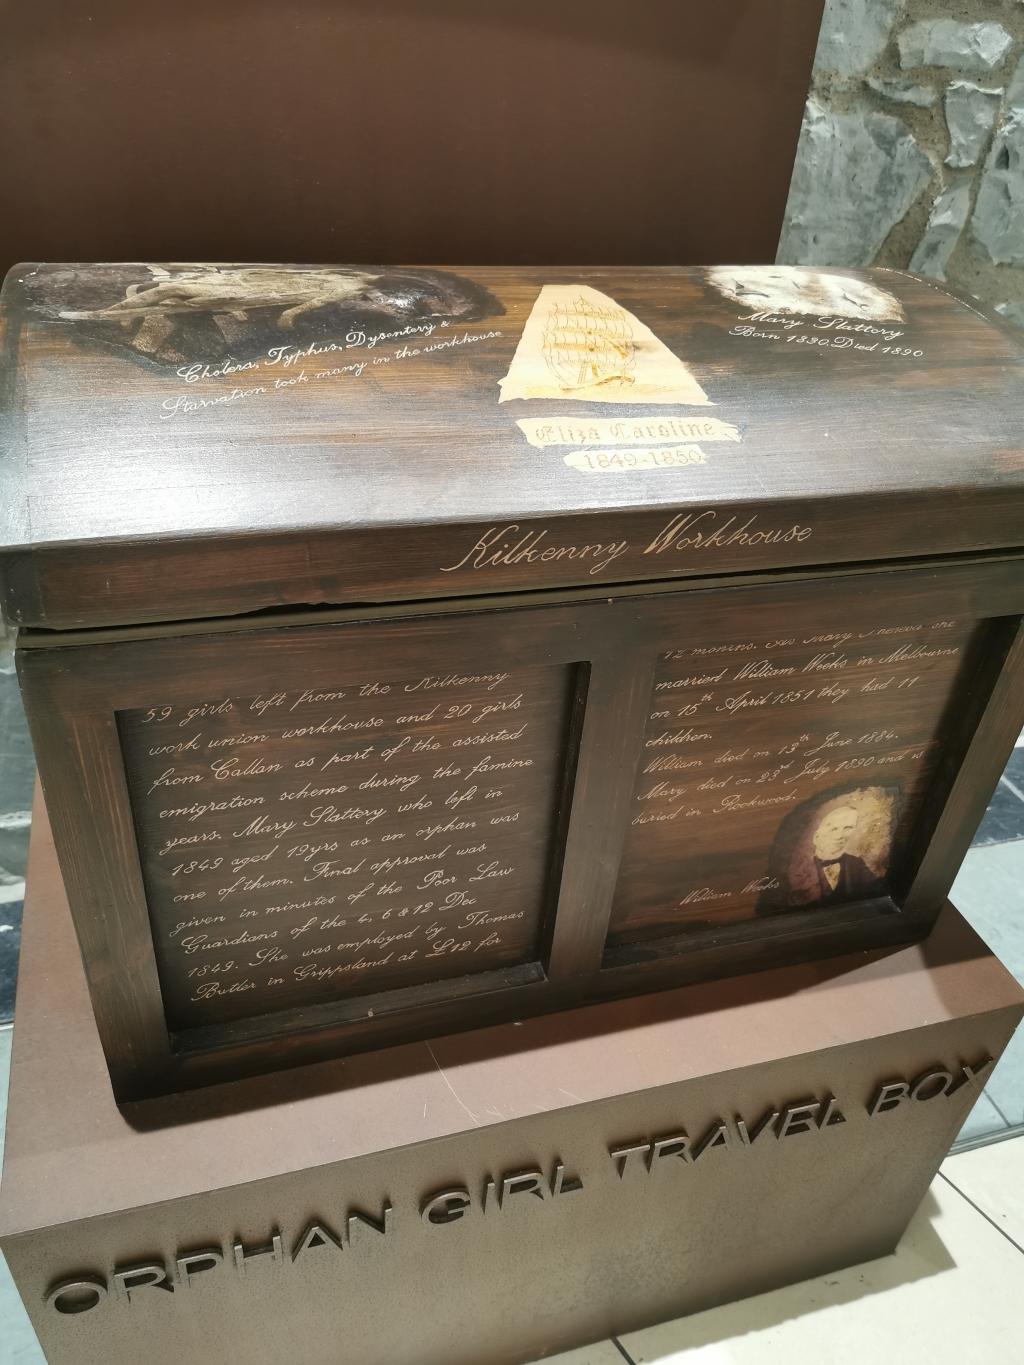 Cholera, Typhus, Dysentery &
Starvation took many in the workhouse
Eliza Caroline
1849-1850
Mary Slattery
Born 1830. Died 1890
Kilkenny Workhouse
59 girls left from the Kilkenny
work union workhouse and 20 girls
from Callan as part of the assisted
emigration scheme during the famine
years. Mary Slattery who left in
1849 aged 19yrs as an orphan was
one of them. Final approval was
given in minutes of the Poor Law
Guardians of the 4, 6 & 12 Dec
1849. She was employed by Thomas
Butler in Grippsland at £12 for
12 months. Mary she
married William Weeks in Melbourne
on 15th April 1851 they had 11
children.
William died on 13th June 1884.
Mary died on 23rd July 1890 and is
buried in Rockwood.
William Weeks
ORPHAN GIRL TRAVEL BOX